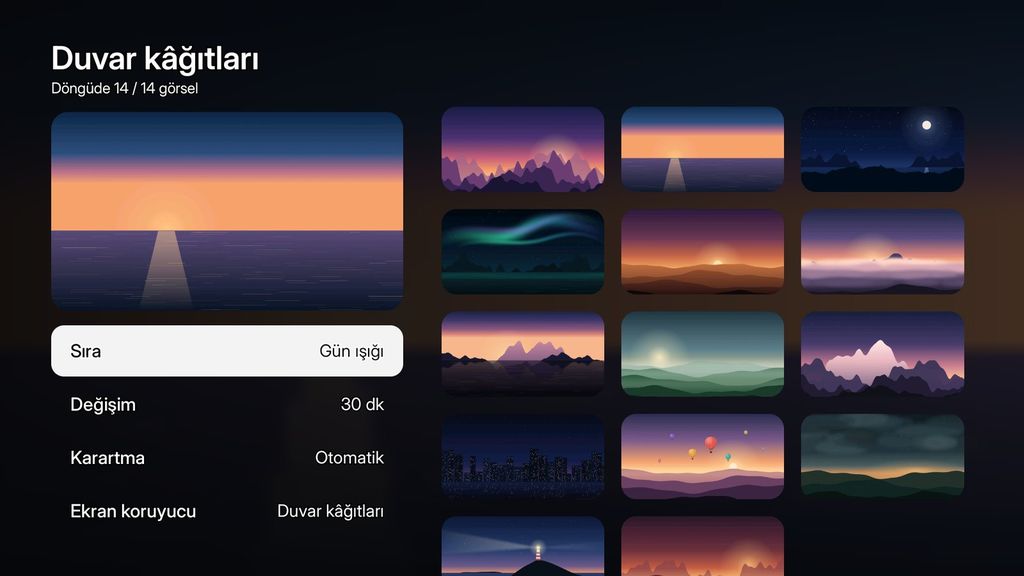 Duvar kâğıtları
Döngüde 14 / 14 görsel
Sıra Gün ışığı
Değişim 30 dk
Karartma Otomatik
Ekran koruyucu Duvar kâğıtları